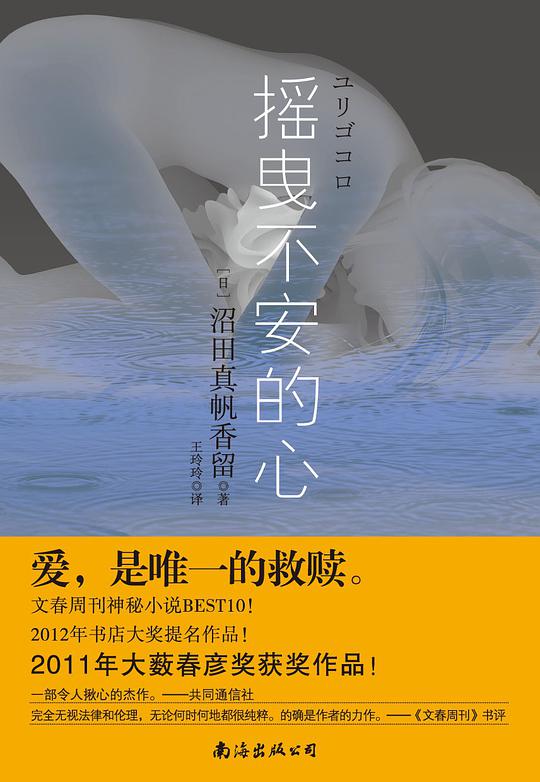 ユリゴコロ
摇曳不安的心
[日]沼田真帆香留◎著
王玲玲◎译
爱，是唯一的救赎。
文春周刊神秘小说BEST10！
2012年书店大奖提名作品！
2011年大薮春彦奖获奖作品！
一部令人揪心的杰作。——共同通信社
完全无视法律和伦理，无论何时何地都很纯粹。的确是作者的力作。——《文春周刊》书评
南海出版公司